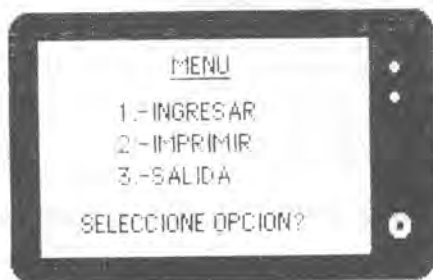 MENU
1.-INGRESAR
2.-IMPRIMIR
3.-SALIDA
SELECCIONE OPCION?